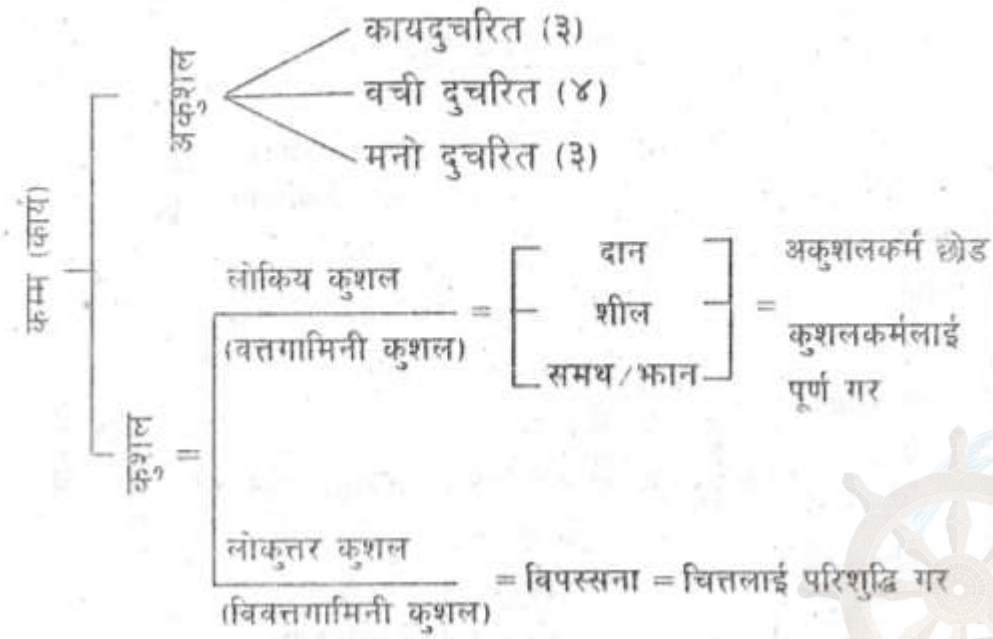 कायदुचरित (३)
अकुशल
वची दुचरित (४)
मनो दुचरित (३)
कम्म (कार्य)
लोकिय कुशल
(वत्तगामिनी कुशल)
=
दान
शील
समथ/झान
=
अकुशलकर्म छोड
कुशलकर्मलाई
पूर्ण गर
कुशल =
लोकुत्तर कुशल
(विवत्तगामिनी कुशल)
= विपस्सना = चित्तलाई परिशुद्धि गर